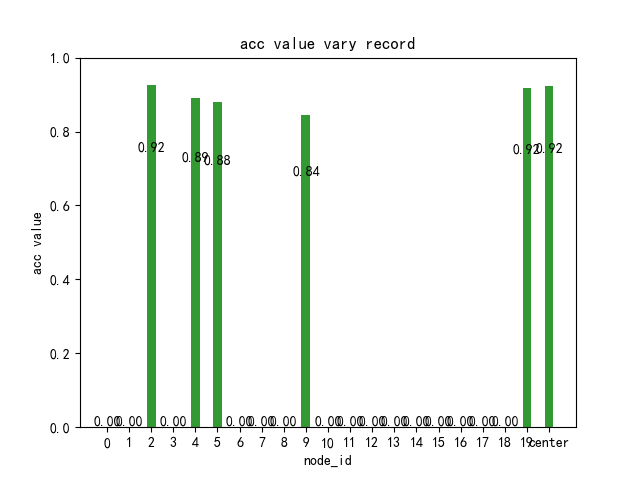 acc value vary record
acc value
1.0
0.8
0.6
0.4
0.2
0.0
0.00 0.00 0.92 0.00 0.89 0.88 0.00 0.00 0.00 0.84 0.00 0.00 0.00 0.00 0.00 0.00 0.00 0.00 0.00 0.92 0.92
0 1 2 3 4 5 6 7 8 9 10 11 12 13 14 15 16 17 18 19 center
node_id